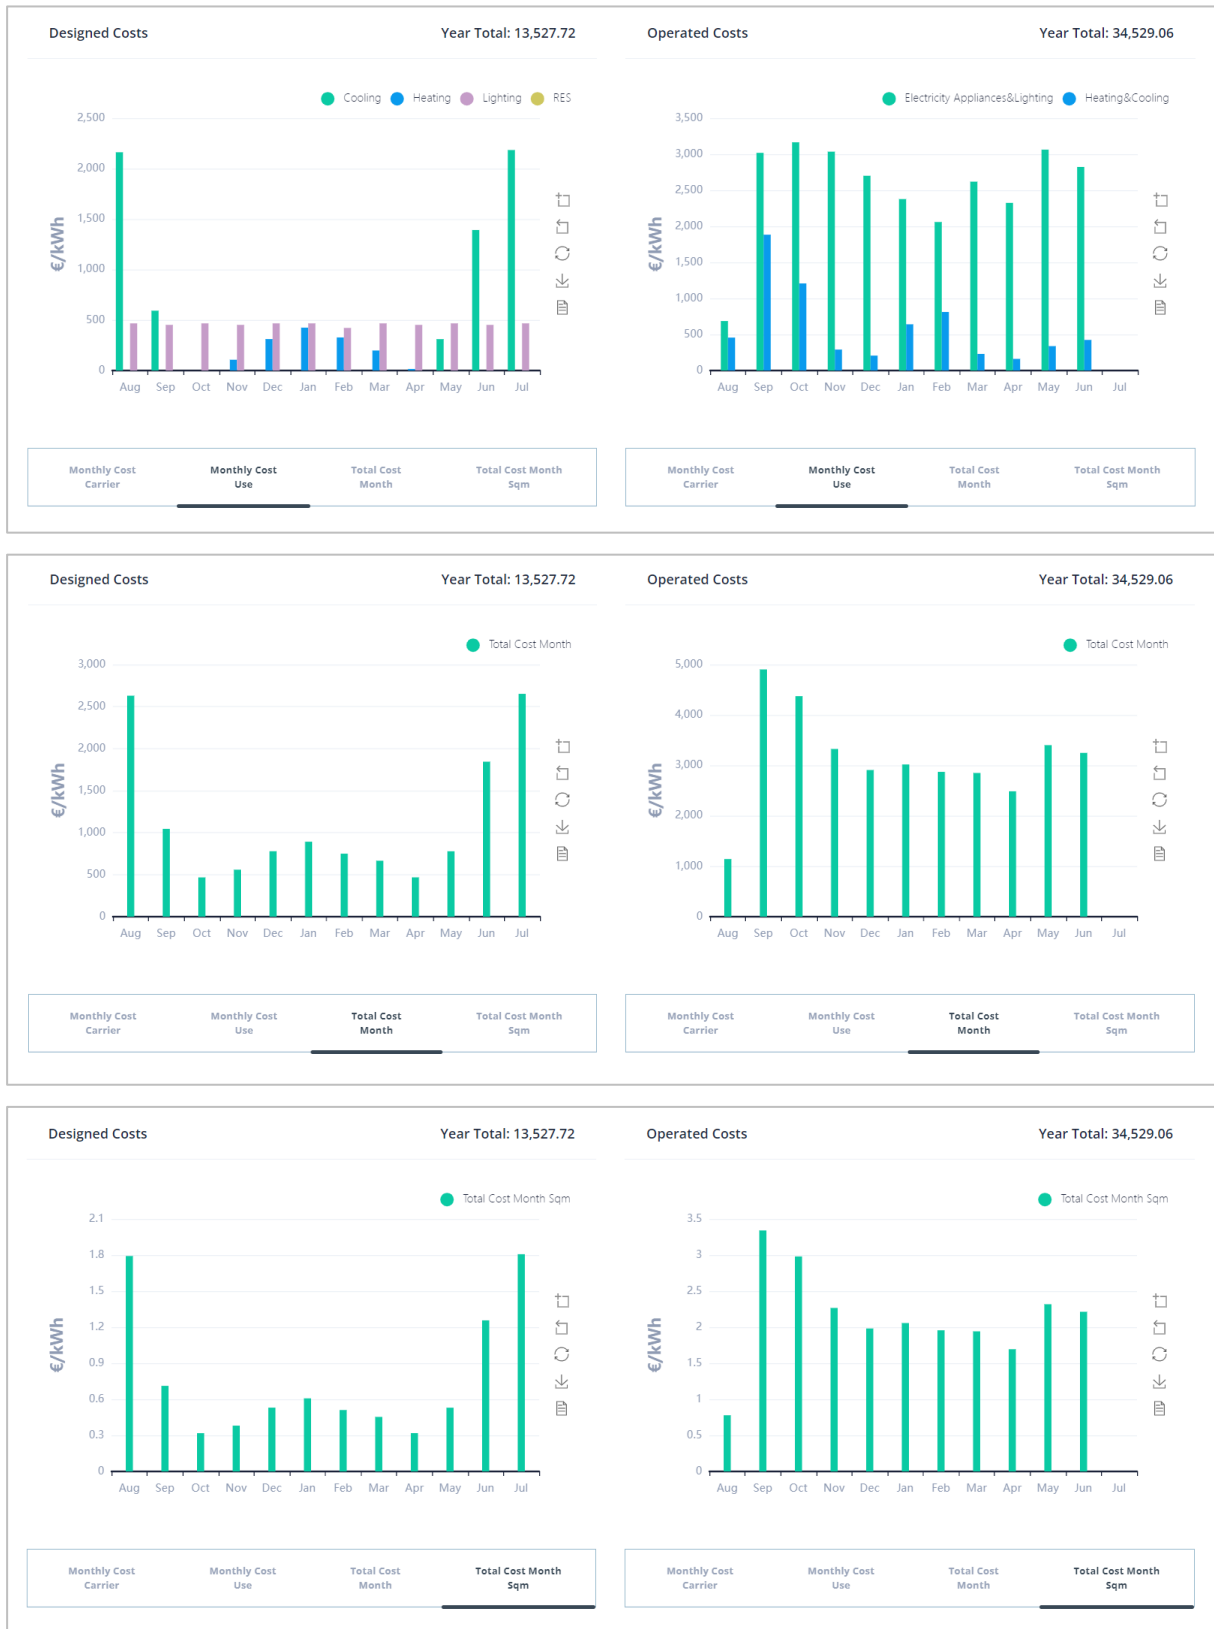 Designed Costs Year Total: 13,527.72
Cooling Heating Lighting RES
€/kWh
2,500
2,000
1,500
1,000
500
0
Aug Sep Oct Nov Dec Jan Feb Mar Apr May Jun Jul
Monthly Cost Carrier
Monthly Cost Use
Total Cost Month
Total Cost Month Sqm
Operated Costs Year Total: 34,529.06
Electricity Appliances&Lighting Heating&Cooling
€/kWh
3,500
3,000
2,500
2,000
1,500
1,000
500
0
Aug Sep Oct Nov Dec Jan Feb Mar Apr May Jun Jul
Monthly Cost Carrier
Monthly Cost Use
Total Cost Month
Total Cost Month Sqm
Designed Costs Year Total: 13,527.72
Total Cost Month
€/kWh
3,000
2,500
2,000
1,500
1,000
500
0
Aug Sep Oct Nov Dec Jan Feb Mar Apr May Jun Jul
Monthly Cost Carrier
Monthly Cost Use
Total Cost Month
Total Cost Month Sqm
Operated Costs Year Total: 34,529.06
Total Cost Month
€/kWh
5,000
4,000
3,000
2,000
1,000
0
Aug Sep Oct Nov Dec Jan Feb Mar Apr May Jun Jul
Monthly Cost Carrier
Monthly Cost Use
Total Cost Month
Total Cost Month Sqm
Designed Costs Year Total: 13,527.72
Total Cost Month Sqm
€/kWh
2.1
1.8
1.5
1.2
0.9
0.6
0.3
0
Aug Sep Oct Nov Dec Jan Feb Mar Apr May Jun Jul
Monthly Cost Carrier
Monthly Cost Use
Total Cost Month
Total Cost Month Sqm
Operated Costs Year Total: 34,529.06
Total Cost Month Sqm
€/kWh
3.5
3
2.5
2
1.5
1
0.5
0
Aug Sep Oct Nov Dec Jan Feb Mar Apr May Jun Jul
Monthly Cost Carrier
Monthly Cost Use
Total Cost Month
Total Cost Month Sqm